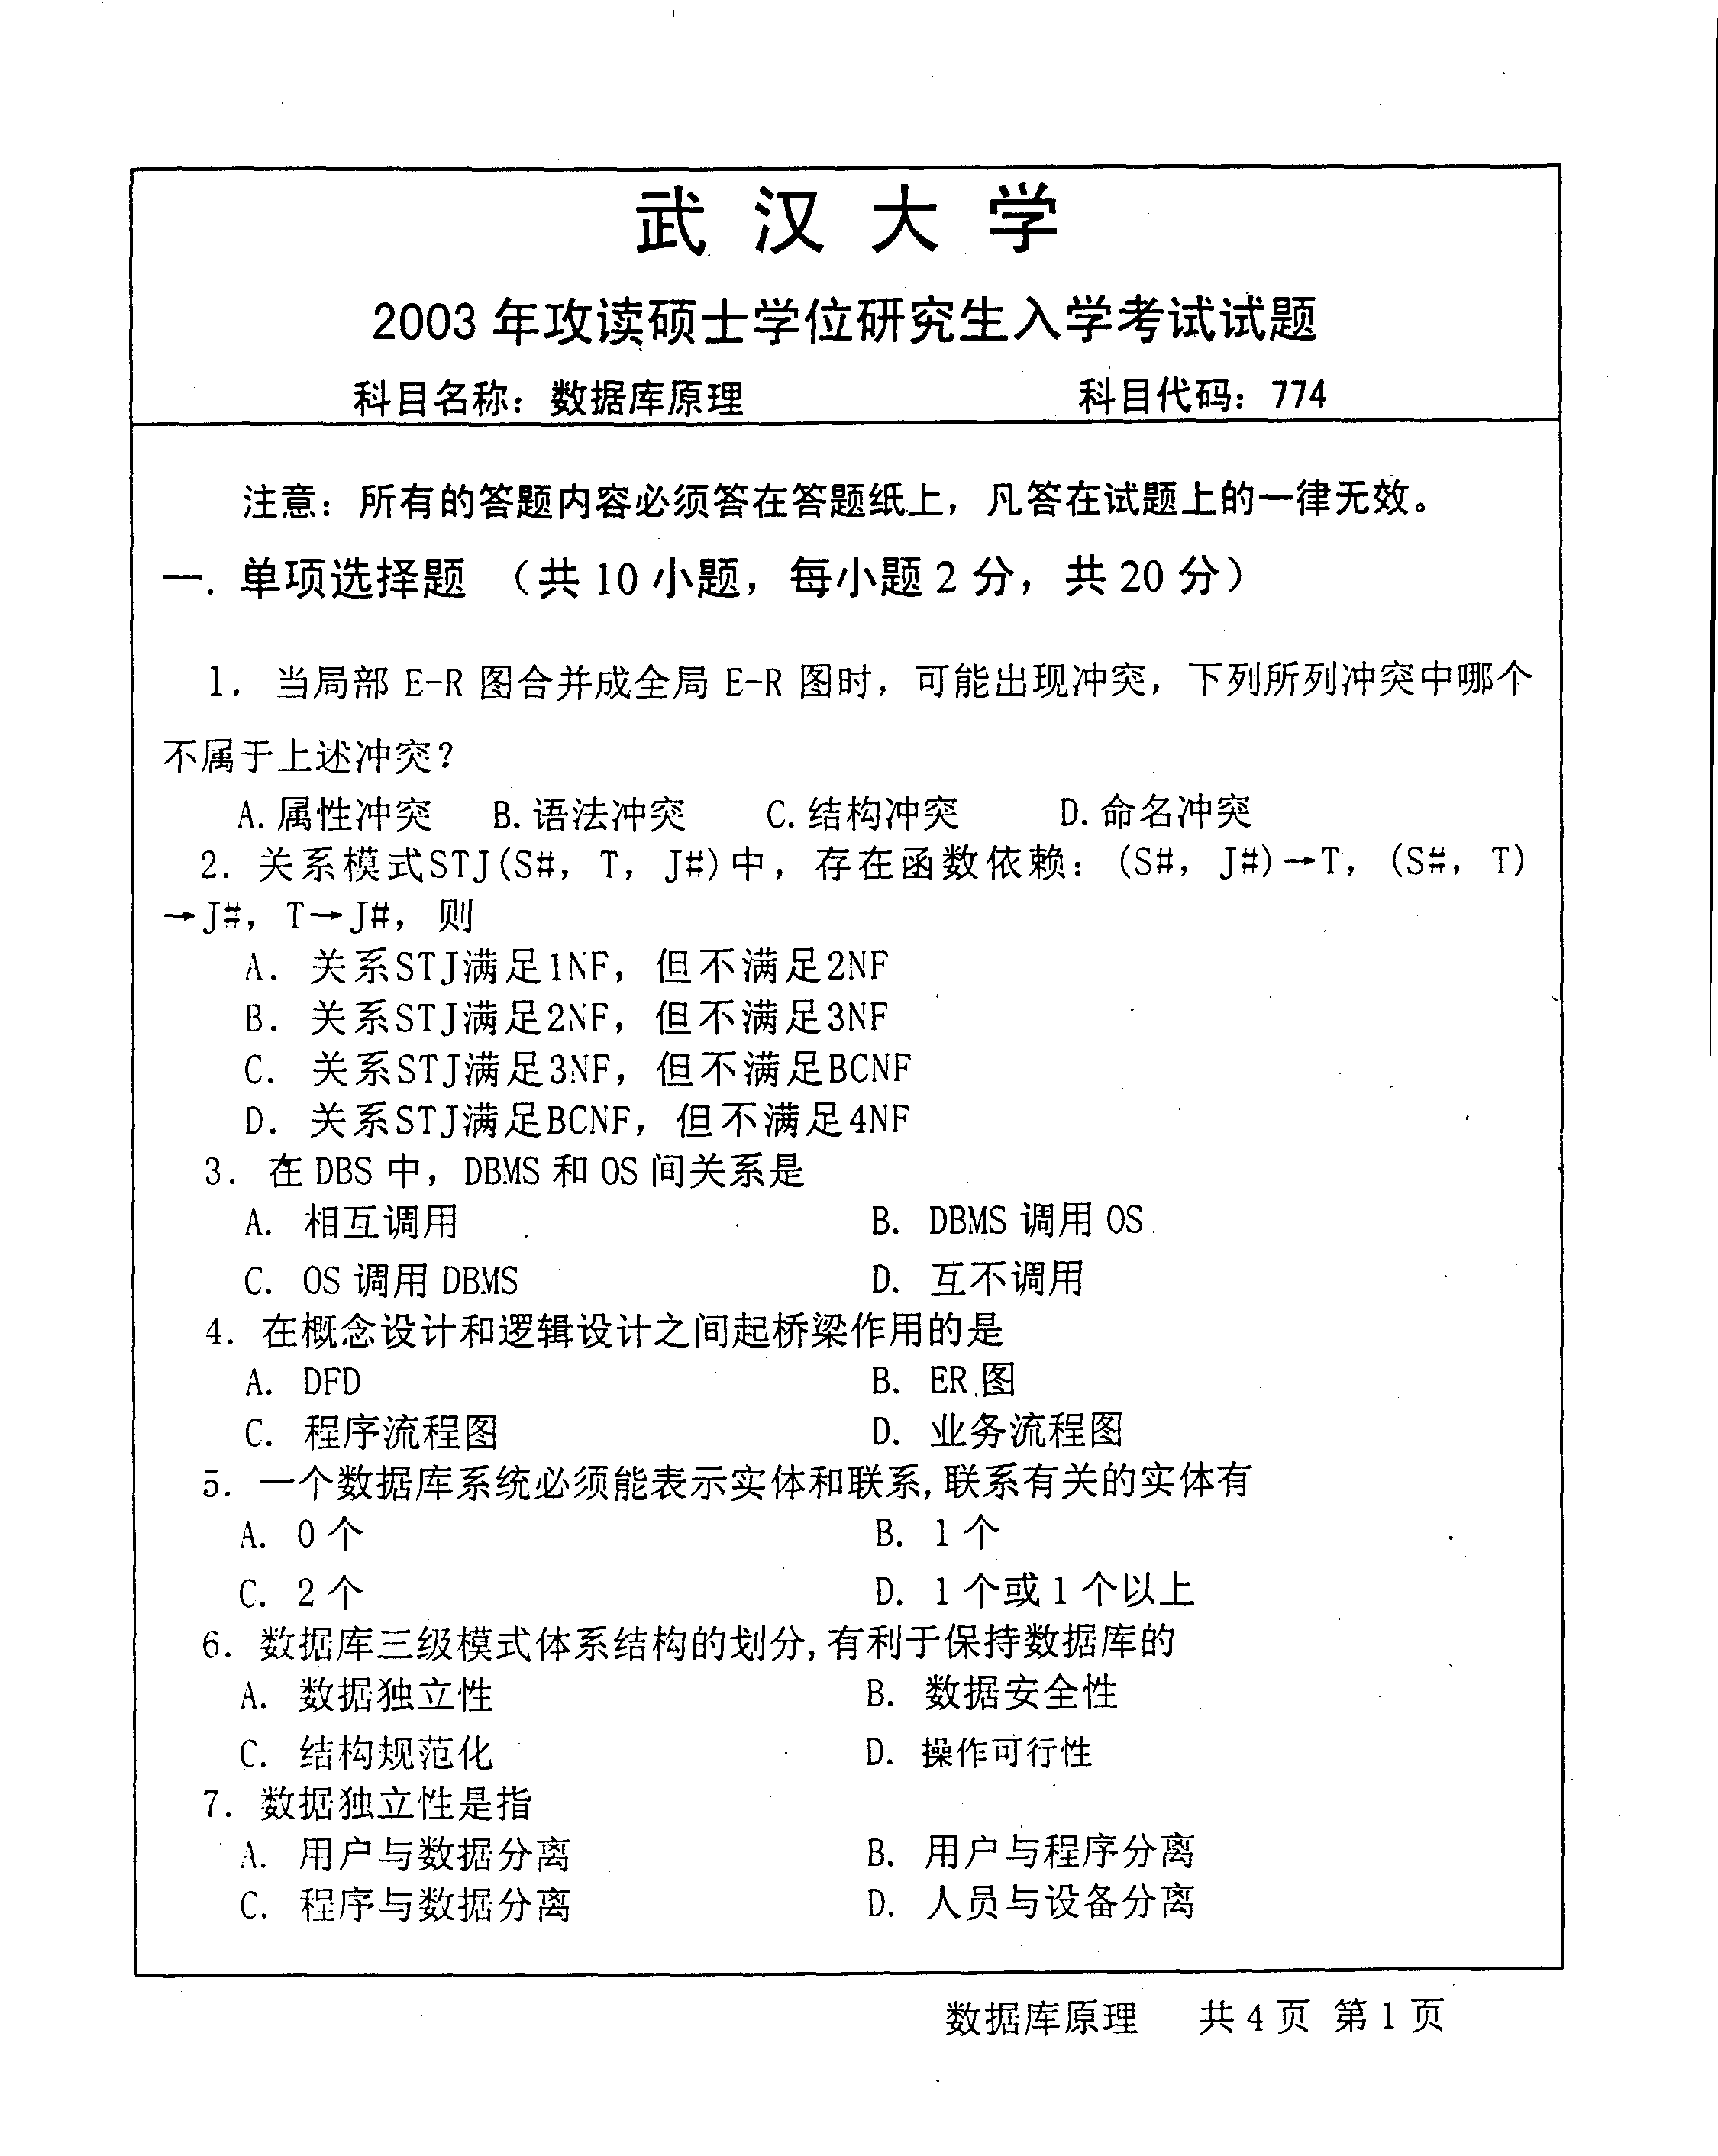 武汉大学
2003年攻读硕士学位研究生入学考试试题
科目名称：数据库原理 科目代码：774
注意：所有的答题内容必须答在答题纸上，凡答在试题上的一律无效。
一. 单项选择题 （共10小题，每小题2分，共20分）
1. 当局部 E-R 图合并成全局 E-R 图时，可能出现冲突，下列所列冲突中哪个
不属于上述冲突？
A.属性冲突 B.语法冲突 C.结构冲突 D.命名冲突
2. 关系模式STJ(S#, T, J#)中，存在函数依赖：(S#, J#)→T, (S#, T)
→J#, T→J#, 则
A. 关系STJ满足1NF，但不满足2NF
B. 关系STJ满足2NF，但不满足3NF
C. 关系STJ满足3NF，但不满足BCNF
D. 关系STJ满足BCNF，但不满足4NF
3. 在 DBS 中，DBMS 和 OS 间关系是
A. 相互调用 B. DBMS 调用 OS
C. OS 调用 DBMS D. 互不调用
4. 在概念设计和逻辑设计之间起桥梁作用的是
A. DFD B. ER 图
C. 程序流程图 D. 业务流程图
5. 一个数据库系统必须能表示实体和联系,联系有关的实体有
A. 0 个 B. 1 个
C. 2 个 D. 1 个或 1 个以上
6. 数据库三级模式体系结构的划分,有利于保持数据库的
A. 数据独立性 B. 数据安全性
C. 结构规范化 D. 操作可行性
7. 数据独立性是指
A. 用户与数据分离 B. 用户与程序分离
C. 程序与数据分离 D. 人员与设备分离
数据库原理 共 4 页 第 1 页